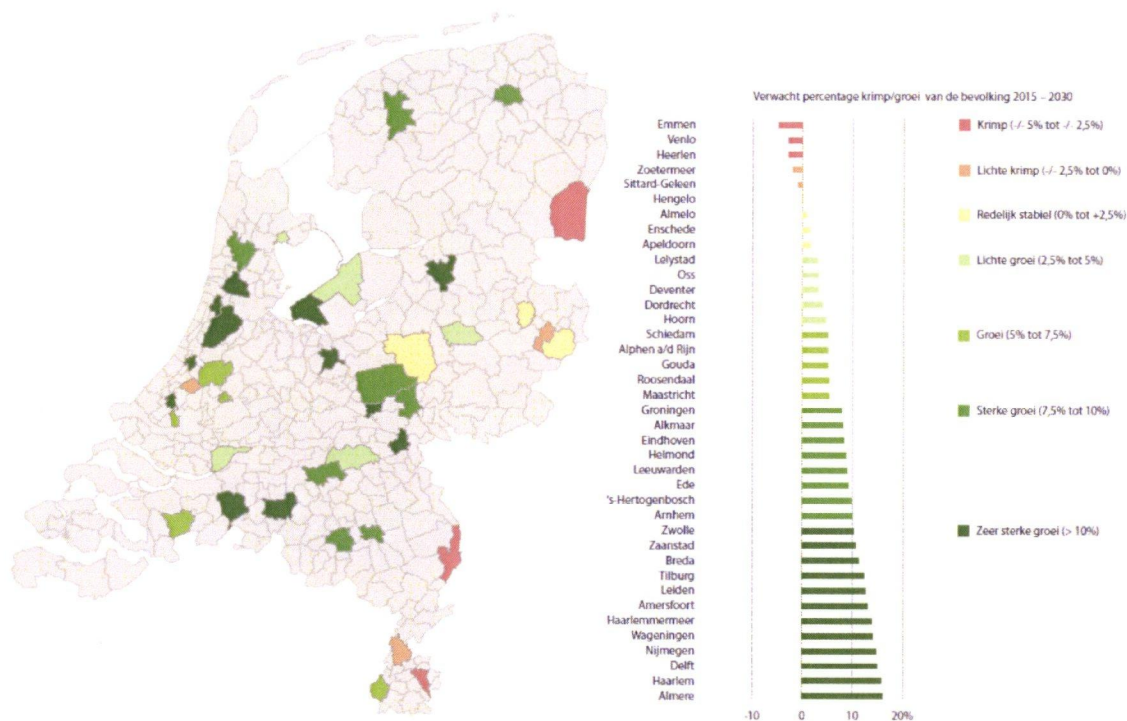 Verwacht percentage krimp/groei van de bevolking 2015 – 2030
Emmen
Venlo
Heerlen
Zoetermeer
Sittard-Geleen
Hengelo
Almelo
Enschede
Apeldoorn
Lelystad
Oss
Deventer
Dordrecht
Hoorn
Schiedam
Alphen a/d Rijn
Gouda
Roosendaal
Maastricht
Groningen
Alkmaar
Eindhoven
Helmond
Leeuwarden
Ede
's-Hertogenbosch
Arnhem
Zwolle
Zaanstad
Breda
Tilburg
Leiden
Amersfoort
Haarlemmermeer
Wageningen
Nijmegen
Delft
Haarlem
Almere
-10 0 10 20%
Krimp (-/- 5% tot -/- 2,5%)
Lichte krimp (-/- 2,5% tot 0%)
Redelijk stabiel (0% tot +2,5%)
Lichte groei (2,5% tot 5%)
Groei (5% tot 7,5%)
Sterke groei (7,5% tot 10%)
Zeer sterke groei (> 10%)